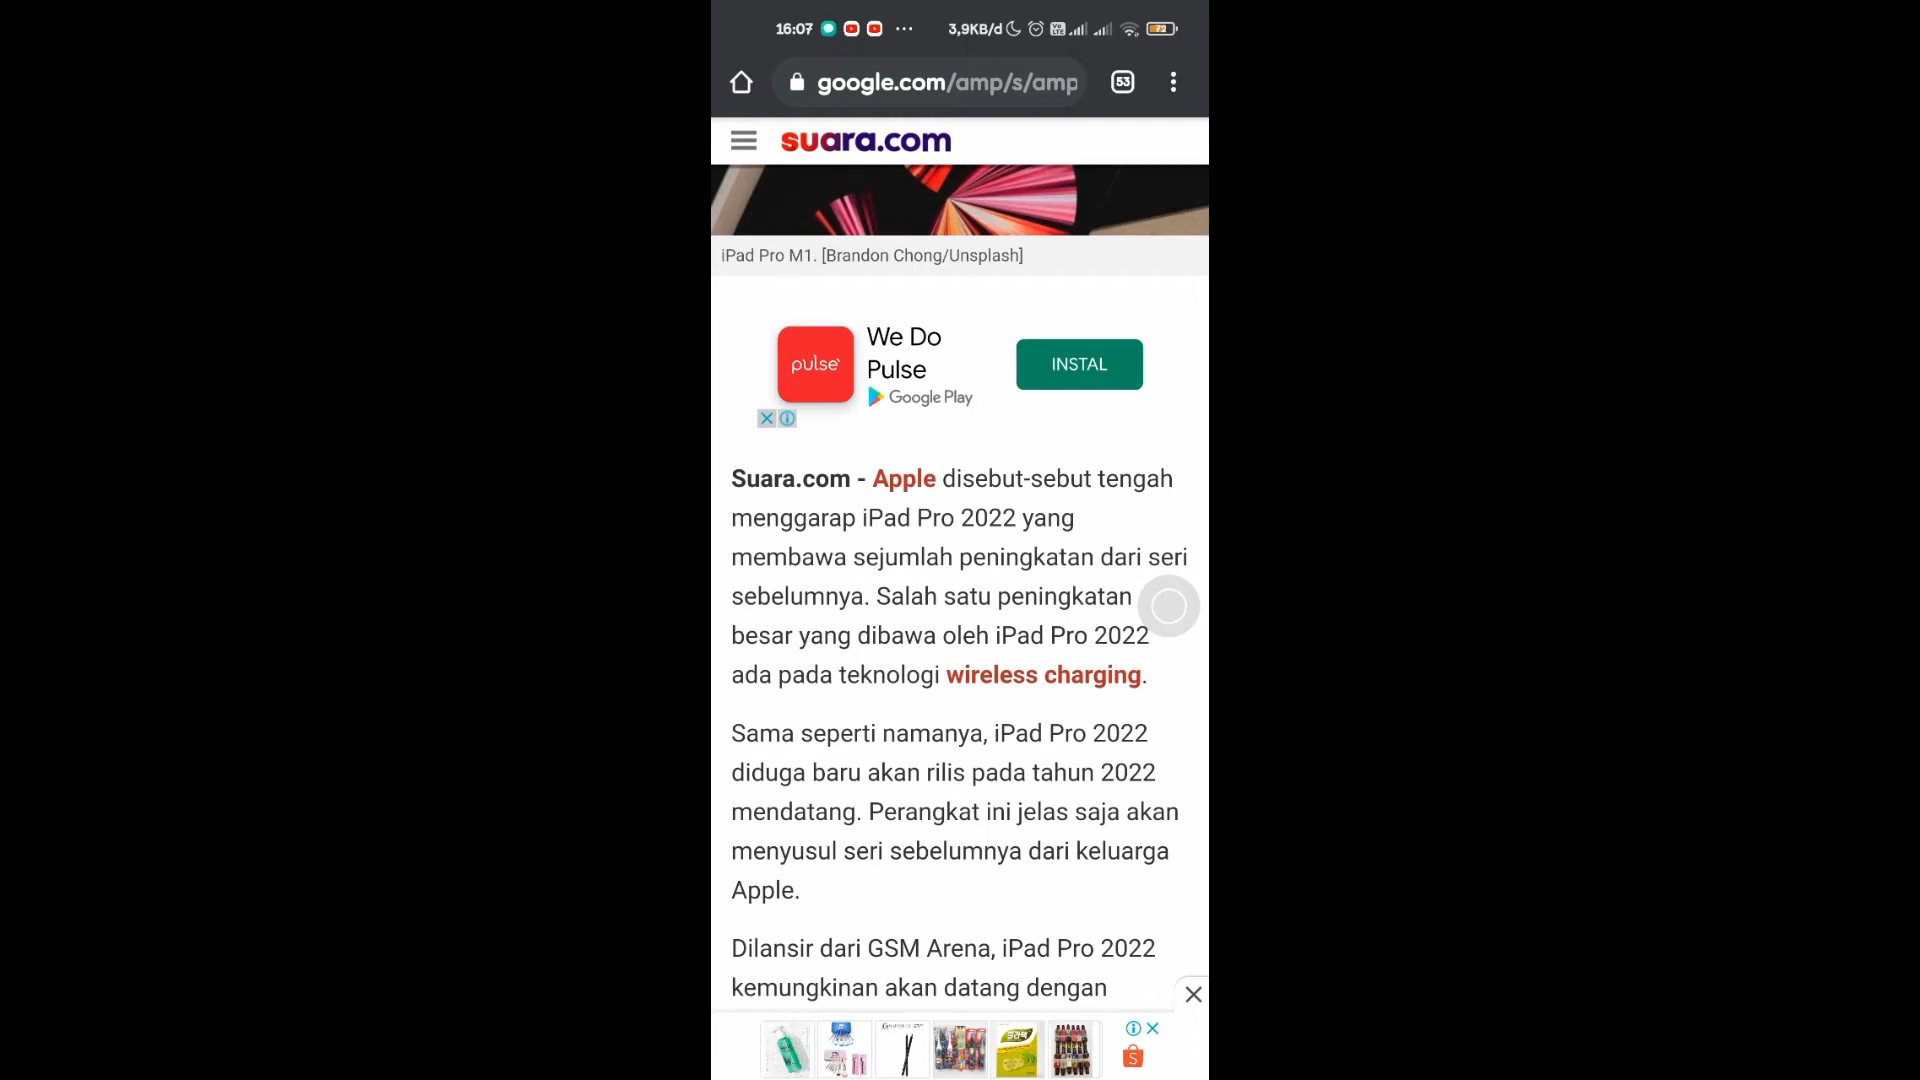 16:07 ... 3,9KB/d 72
google.com/amp/s/amp 53
suara.com
iPad Pro M1. [Brandon Chong/Unsplash]
pulse
We Do
Pulse
Google Play
INSTAL
Suara.com - Apple disebut-sebut tengah
menggarap iPad Pro 2022 yang
membawa sejumlah peningkatan dari seri
sebelumnya. Salah satu peningkatan
besar yang dibawa oleh iPad Pro 2022
ada pada teknologi wireless charging.
Sama seperti namanya, iPad Pro 2022
diduga baru akan rilis pada tahun 2022
mendatang. Perangkat ini jelas saja akan
menyusul seri sebelumnya dari keluarga
Apple.
Dilansir dari GSM Arena, iPad Pro 2022
kemungkinan akan datang dengan